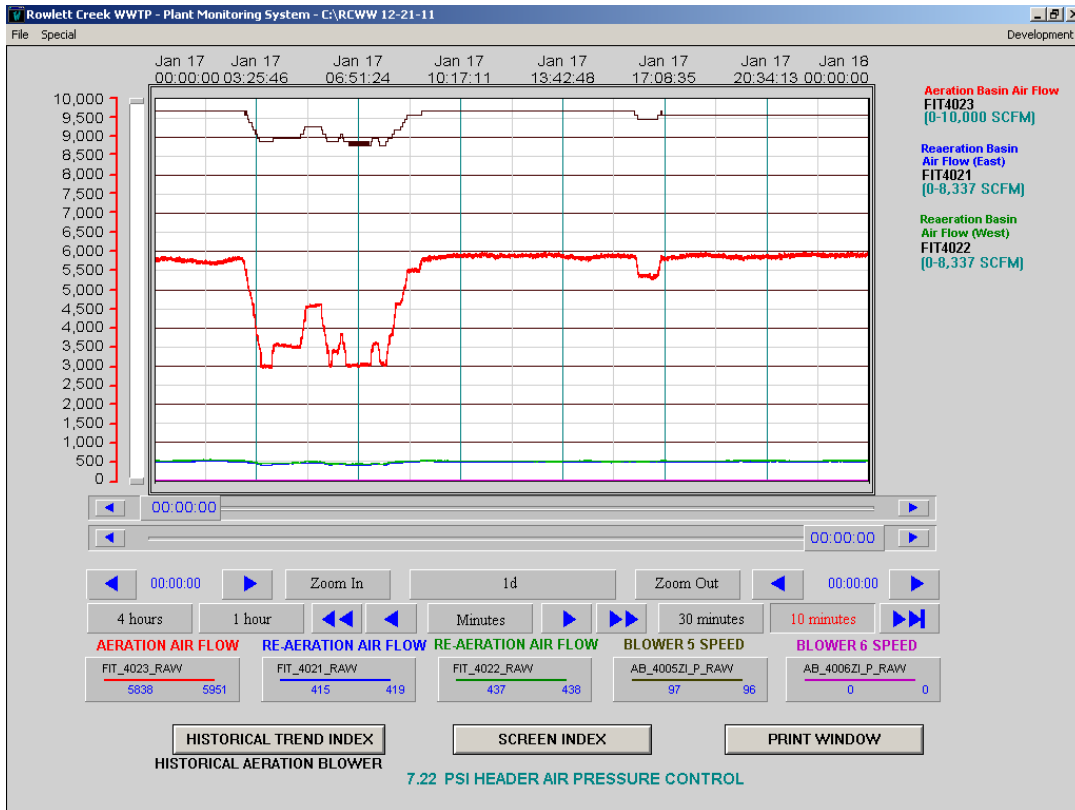 Rowlett Creek WWTP - Plant Monitoring System - C:\RCWW 12-21-11
File Special Development
Jan 17 Jan 17 Jan 17 Jan 17 Jan 17 Jan 17 Jan 17 Jan 18
00:00:00 03:25:46 06:51:24 10:17:11 13:42:48 17:08:35 20:34:13 00:00:00
10,000
9,500
9,000
8,500
8,000
7,500
7,000
6,500
6,000
5,500
5,000
4,500
4,000
3,500
3,000
2,500
2,000
1,500
1,000
500
0
Aeration Basin Air Flow
FIT4023
(0-10,000 SCFM)
Reaeration Basin
Air Flow (East)
FIT4021
(0-8,337 SCFM)
Reaeration Basin
Air Flow (West)
FIT4022
(0-8,337 SCFM)
00:00:00
00:00:00
00:00:00 Zoom In 1d Zoom Out 00:00:00
4 hours 1 hour Minutes 30 minutes 10 minutes
AERATION AIR FLOW RE-AERATION AIR FLOW RE-AERATION AIR FLOW BLOWER 5 SPEED BLOWER 6 SPEED
FIT_4023_RAW FIT_4021_RAW FIT_4022_RAW AB_4005ZI_P_RAW AB_4006ZI_P_RAW
5838 5951 415 419 437 438 97 96 0 0
HISTORICAL TREND INDEX SCREEN INDEX PRINT WINDOW
HISTORICAL AERATION BLOWER
7.22 PSI HEADER AIR PRESSURE CONTROL